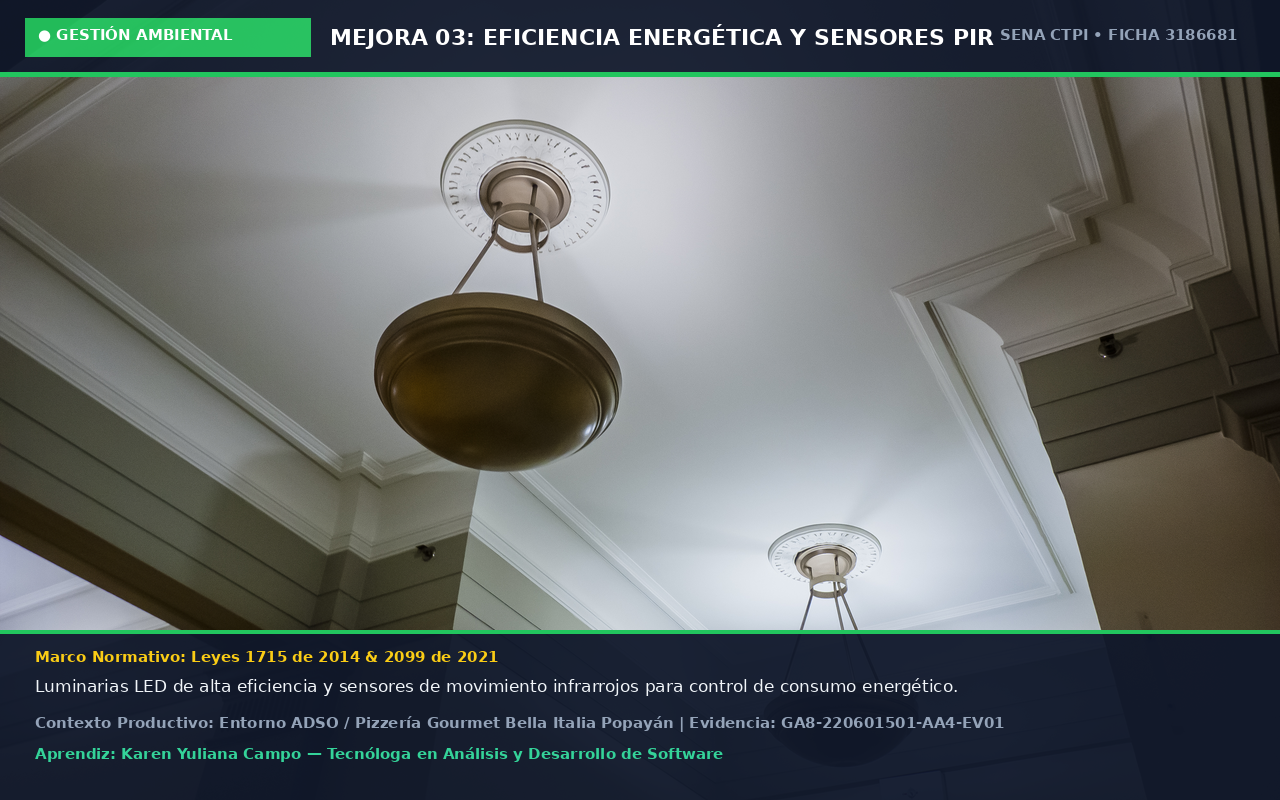 ● GESTIÓN AMBIENTAL
MEJORA 03: EFICIENCIA ENERGÉTICA Y SENSORES PIR
SENA CTPI • FICHA 3186681
Marco Normativo: Leyes 1715 de 2014 & 2099 de 2021
Luminarias LED de alta eficiencia y sensores de movimiento infrarrojos para control de consumo energético.
Contexto Productivo: Entorno ADSO / Pizzería Gourmet Bella Italia Popayán | Evidencia: GA8-220601501-AA4-EV01
Aprendiz: Karen Yuliana Campo — Tecnóloga en Análisis y Desarrollo de Software